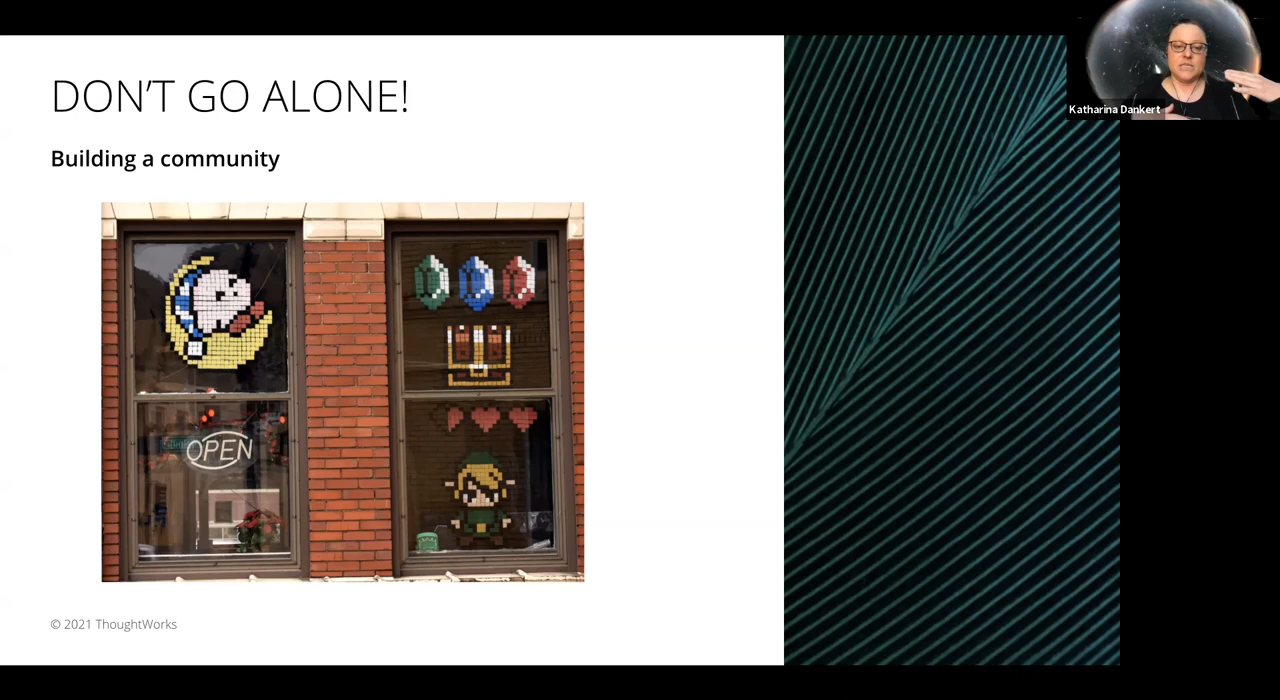 DON'T GO ALONE!
Building a community
OPEN
© 2021 ThoughtWorks
Katharina Dankert